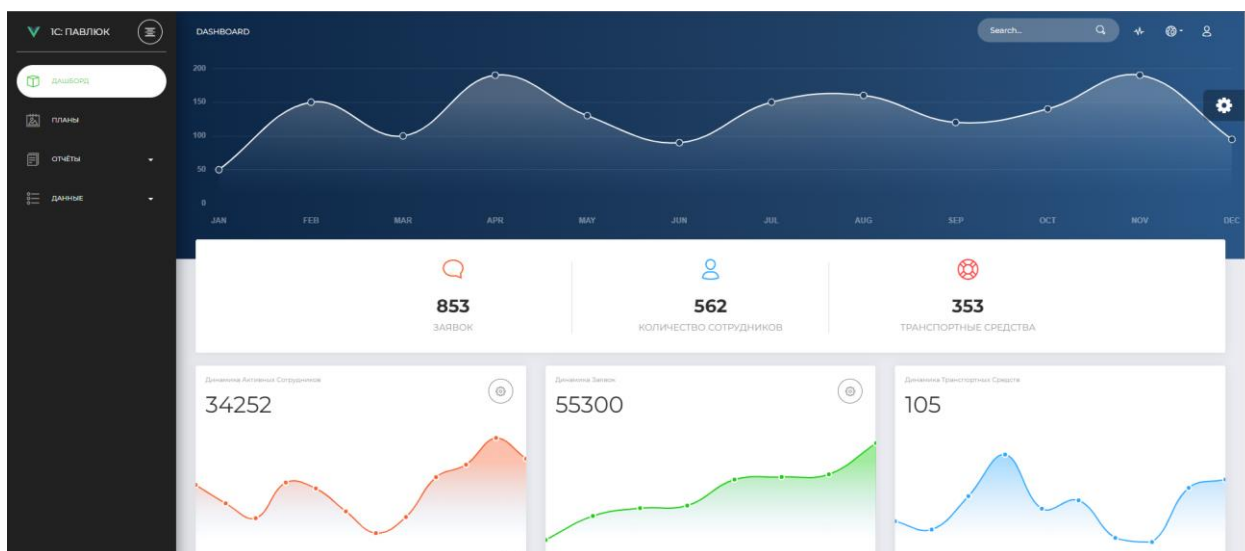 1С: ПАВЛЮК
ДАШБОРД
ПЛАНЫ
ОТЧЁТЫ
ДАННЫЕ
DASHBOARD
Search...
200
150
100
50
0
JAN FEB MAR APR MAY JUN JUL AUG SEP OCT NOV DEC
853
ЗАЯВОК
562
КОЛИЧЕСТВО СОТРУДНИКОВ
353
ТРАНСПОРТНЫЕ СРЕДСТВА
Динамика Активных Сотрудников
34252
Динамика Заявок
55300
Динамика Транспортных Средств
105